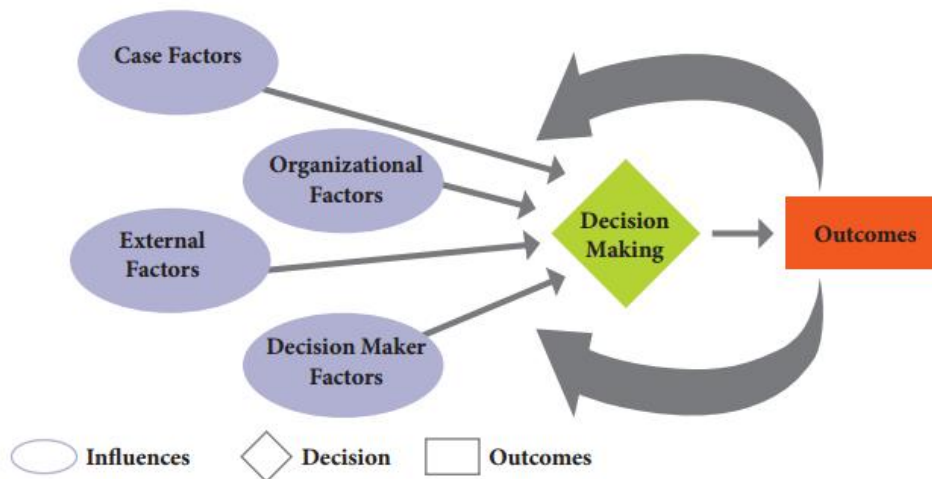 Case Factors
Organizational
Factors
External
Factors
Decision Maker
Factors
Decision
Making
Outcomes
Influences
Decision
Outcomes